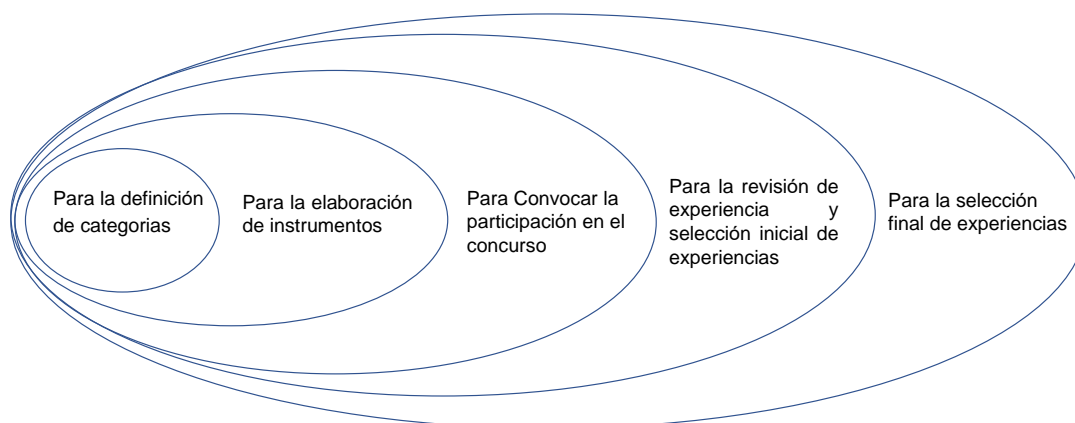 Para la definición
de categorias
Para la elaboración
de instrumentos
Para Convocar la
participación en el
concurso
Para la revisión de
experiencia y
selección inicial de
experiencias
Para la selección
final de experiencias